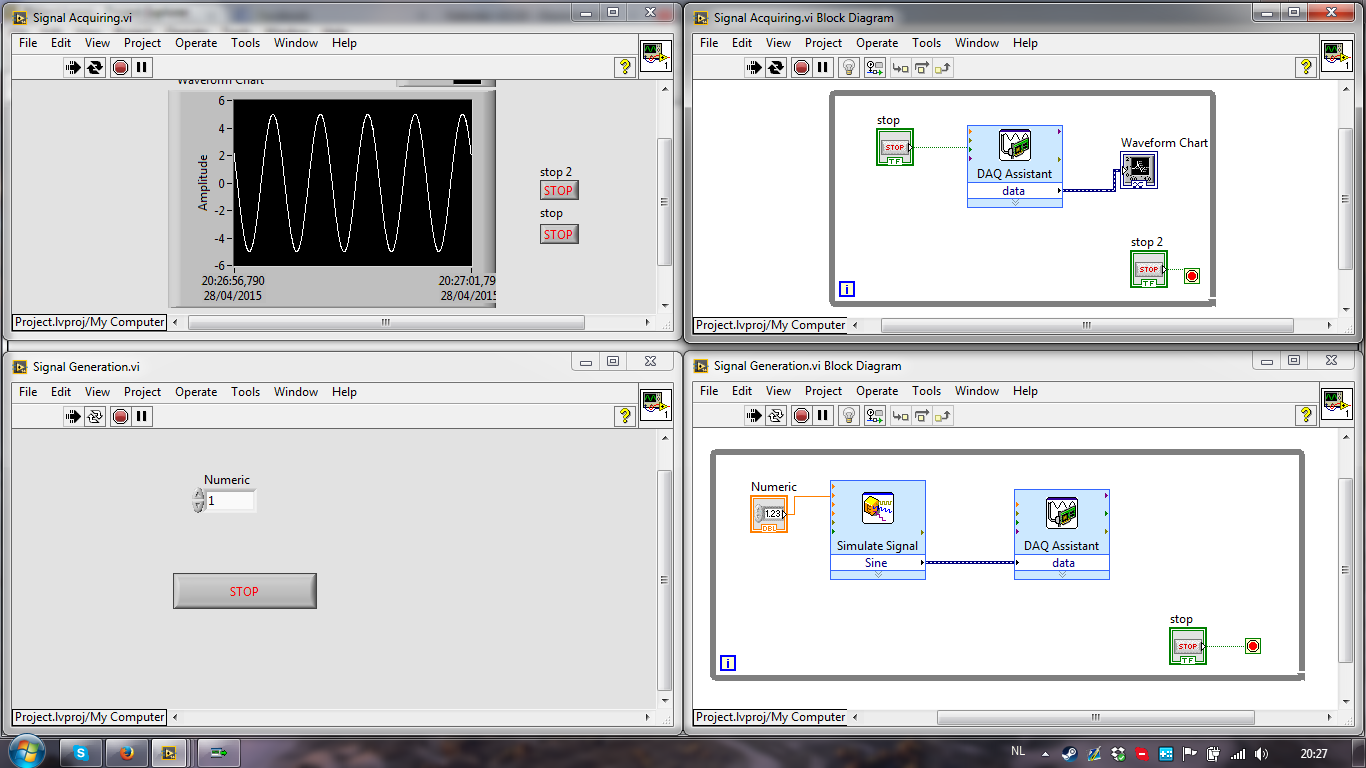 Signal Acquiring.vi
File Edit View Project Operate Tools Window Help
?
1
Waveform Chart
Amplitude
6
4
2
0
-2
-4
-6
20:26:56,790
28/04/2015
20:27:01,79
28/04/2015
stop 2
STOP
stop
STOP
Project.lvproj/My Computer
Signal Acquiring.vi Block Diagram
File Edit View Project Operate Tools Window Help
?
1
stop
STOP
TF
DAQ Assistant
data
Waveform Chart
stop 2
STOP
TF
i
Project.lvproj/My Computer
Signal Generation.vi
File Edit View Project Operate Tools Window Help
?
1
Numeric
1
STOP
Project.lvproj/My Computer
Signal Generation.vi Block Diagram
File Edit View Project Operate Tools Window Help
?
1
Numeric
1.23
DBL
Simulate Signal
Sine
DAQ Assistant
data
stop
STOP
TF
i
Project.lvproj/My Computer
NL
20:27